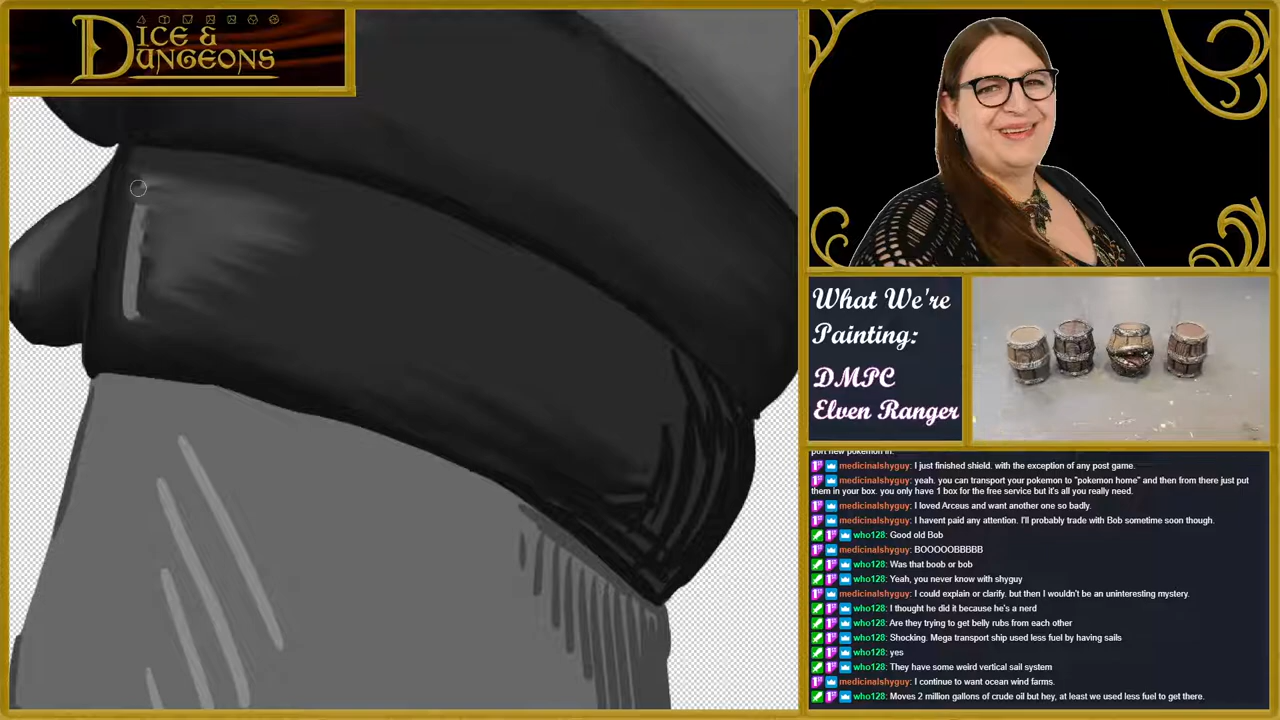 DICE &
DUNGEONS
What We're
Painting:
DMPC
Elven Ranger
port new pokemon in.
medicinalshyguy: I just finished shield. with the exception of any post game.
medicinalshyguy: yeah. you can transport your pokemon to "pokemon home" and then from there just put
them in your box. you only have 1 box for the free service but it's all you really need.
medicinalshyguy: I loved Arceus and want another one so badly.
medicinalshyguy: I havent paid any attention. I'll probably trade with Bob sometime soon though.
who128: Good old Bob
medicinalshyguy: BOOOOOBBBBB
who128: Was that boob or bob
who128: Yeah, you never know with shyguy
medicinalshyguy: I could explain or clarify. but then I wouldn't be an uninteresting mystery.
who128: I thought he did it because he's a nerd
who128: Are they trying to get belly rubs from each other
who128: Shocking. Mega transport ship used less fuel by having sails
who128: yes
who128: They have some weird vertical sail system
medicinalshyguy: I continue to want ocean wind farms.
who128: Moves 2 million gallons of crude oil but hey, at least we used less fuel to get there.